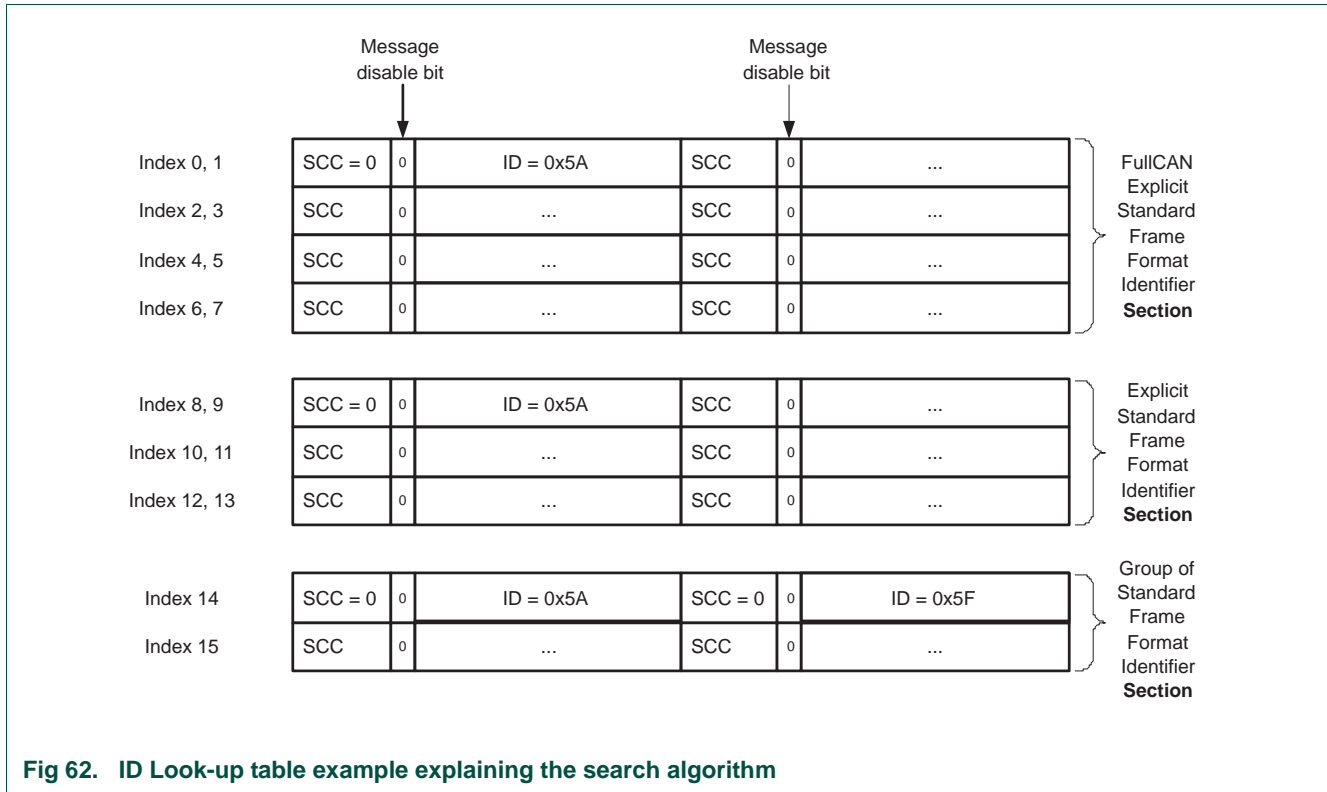 Message
disable bit
Message
disable bit
Index 0, 1
SCC = 0 0 ID = 0x5A SCC 0 ...
Index 2, 3
SCC 0 ... SCC 0 ...
Index 4, 5
SCC 0 ... SCC 0 ...
Index 6, 7
SCC 0 ... SCC 0 ...
FullCAN
Explicit
Standard
Frame
Format
Identifier
Section
Index 8, 9
SCC = 0 0 ID = 0x5A SCC 0 ...
Index 10, 11
SCC 0 ... SCC 0 ...
Index 12, 13
SCC 0 ... SCC 0 ...
Explicit
Standard
Frame
Format
Identifier
Section
Index 14
SCC = 0 0 ID = 0x5A SCC = 0 0 ID = 0x5F
Index 15
SCC 0 ... SCC 0 ...
Group of
Standard
Frame
Format
Identifier
Section
Fig 62. ID Look-up table example explaining the search algorithm